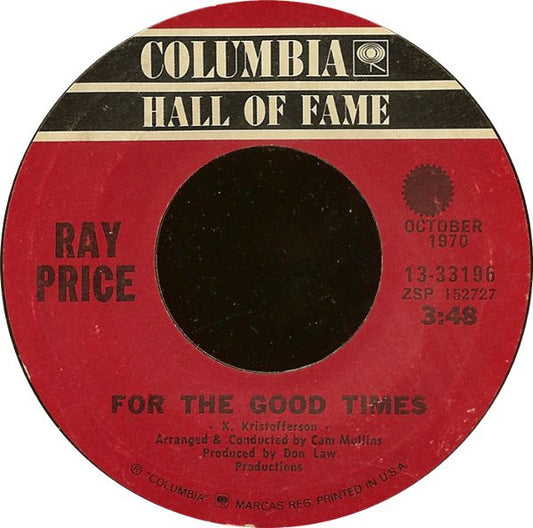 COLUMBIA
HALL OF FAME
RAY
PRICE
OCTOBER
1970
13-33196
ZSP 152727
3:48
FOR THE GOOD TIMES
- K. Kristofferson -
Arranged & Conducted by Cam Mullins
Produced by Don Law
Productions
® "COLUMBIA" MARCAS REG. PRINTED IN U.S.A.